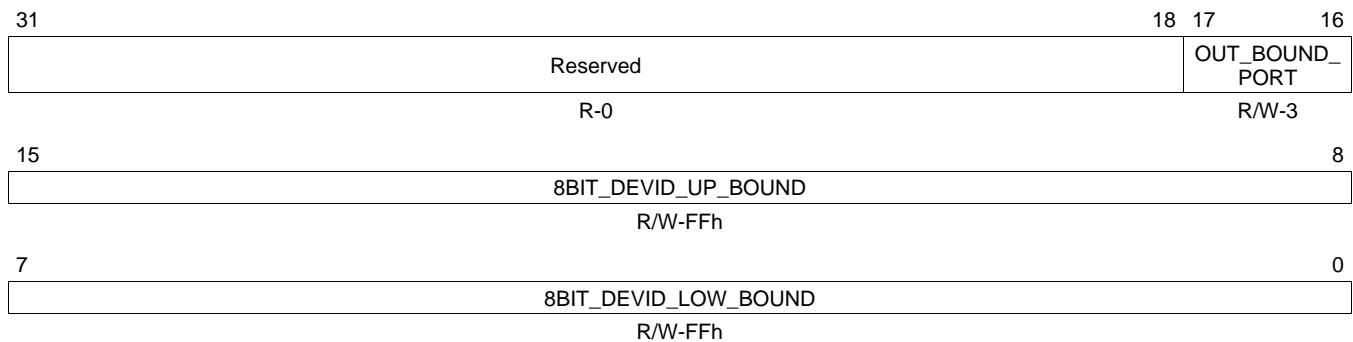 31 18 17 16
Reserved OUT_BOUND_
PORT
R-0 R/W-3
15 8
8BIT_DEVID_UP_BOUND
R/W-FFh
7 0
8BIT_DEVID_LOW_BOUND
R/W-FFh